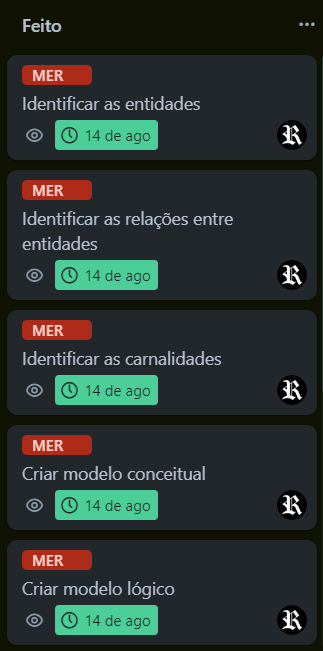 Feito
MER
Identificar as entidades
14 de ago
R
MER
Identificar as relações entre
entidades
14 de ago
R
MER
Identificar as carnalidades
14 de ago
R
MER
Criar modelo conceitual
14 de ago
R
MER
Criar modelo lógico
14 de ago
R